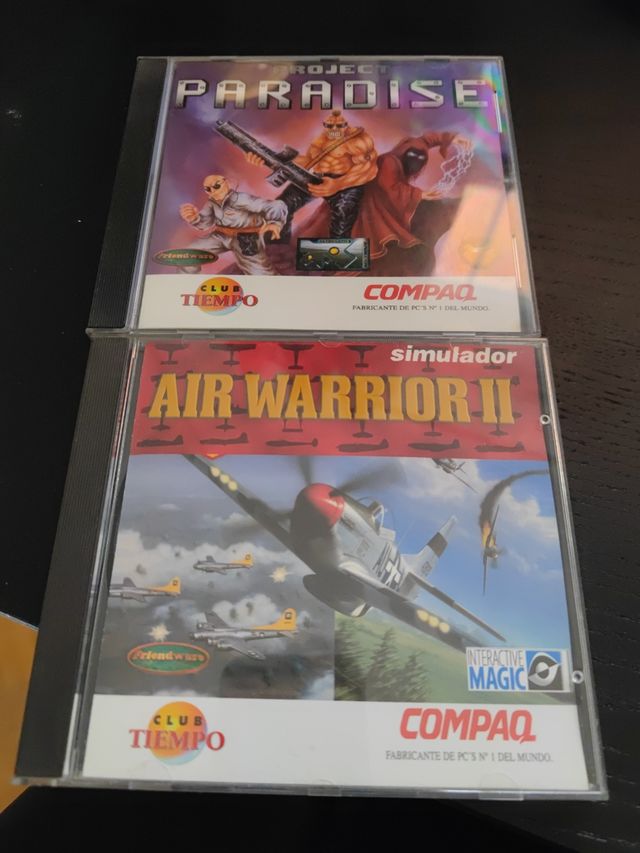 PROJECT
PARADISE
Friendware
CLUB
TIEMPO
COMPAQ
FABRICANTE DE PC'S Nº 1 DEL MUNDO.
simulador
AIR WARRIOR II
Friendware
INTERACTIVE
MAGIC
CLUB
TIEMPO
COMPAQ
FABRICANTE DE PC'S Nº 1 DEL MUNDO.